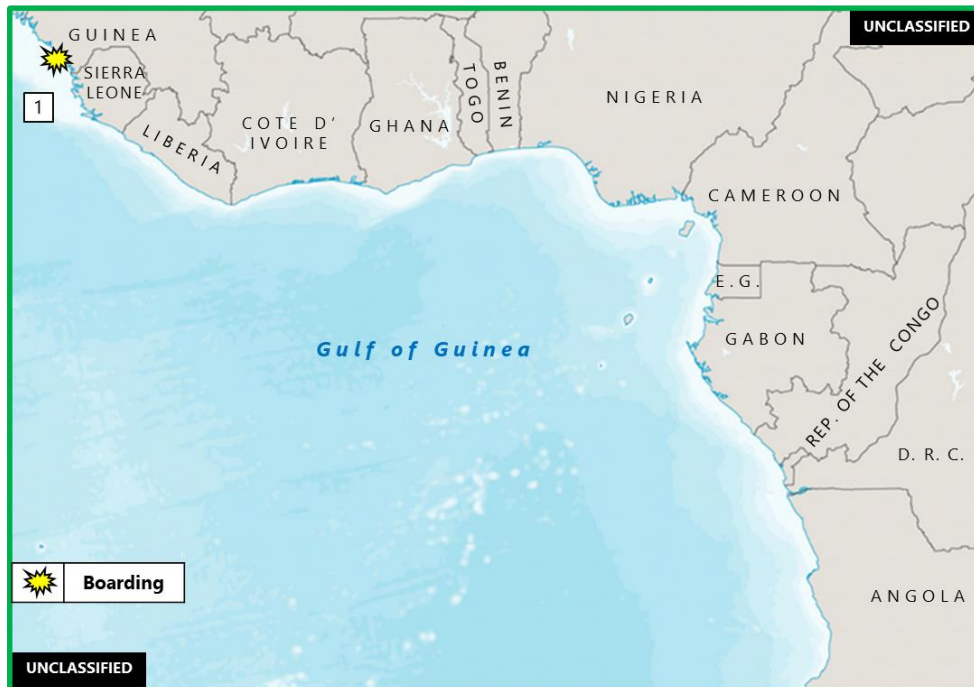 UNCLASSIFIED
GUINEA
SIERRA
LEONE
1
LIBERIA
COTE D'
IVOIRE
GHANA
TOGO
BENIN
NIGERIA
CAMEROON
E.G.
GABON
REP. OF THE CONGO
D. R. C.
ANGOLA
Gulf of Guinea
Boarding
UNCLASSIFIED